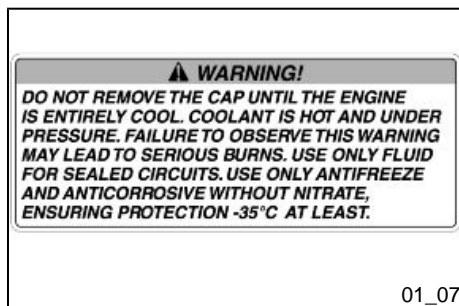 WARNING!
DO NOT REMOVE THE CAP UNTIL THE ENGINE
IS ENTIRELY COOL. COOLANT IS HOT AND UNDER
PRESSURE. FAILURE TO OBSERVE THIS WARNING
MAY LEAD TO SERIOUS BURNS. USE ONLY FLUID
FOR SEALED CIRCUITS. USE ONLY ANTIFREEZE
AND ANTICORROSIVE WITHOUT NITRATE,
ENSURING PROTECTION -35°C AT LEAST.
01_07